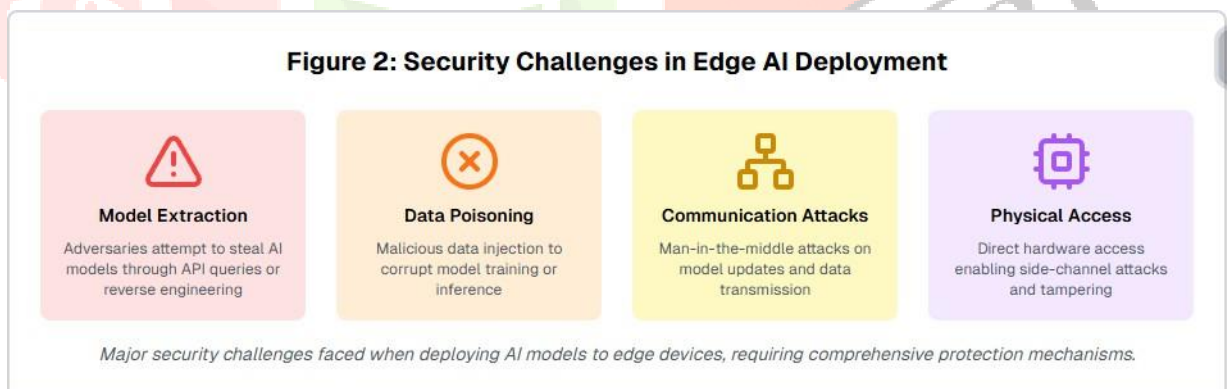 Figure 2: Security Challenges in Edge AI Deployment
Model Extraction
Adversaries attempt to steal AI
models through API queries or
reverse engineering
Data Poisoning
Malicious data injection to
corrupt model training or
inference
Communication Attacks
Man-in-the-middle attacks on
model updates and data
transmission
Physical Access
Direct hardware access
enabling side-channel attacks
and tampering
Major security challenges faced when deploying AI models to edge devices, requiring comprehensive protection mechanisms.